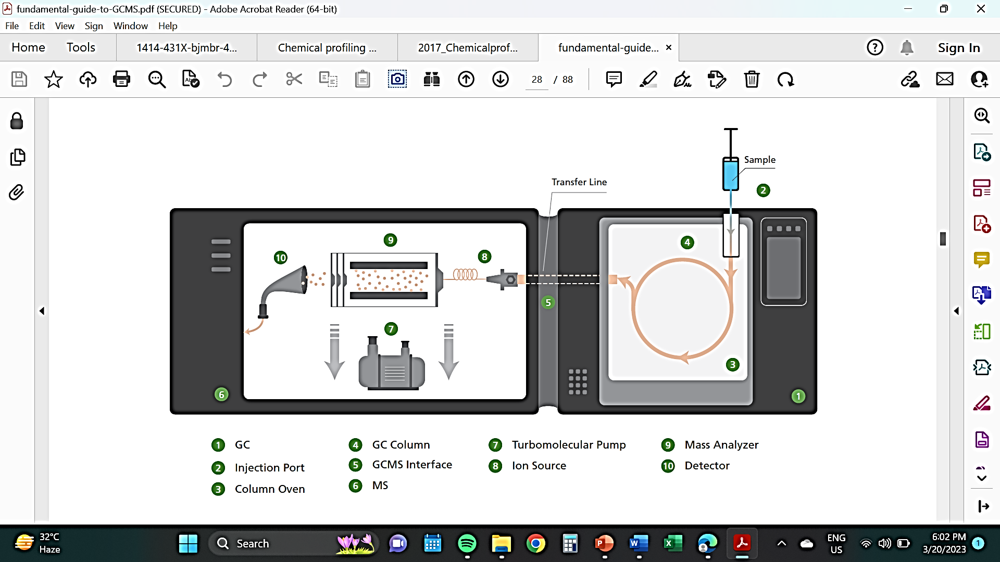 fundamental-guide-to-GCMS.pdf (SECURED) - Adobe Acrobat Reader (64-bit)
File Edit View Sign Window Help
Home Tools 1414-431X-bjmbr-4... Chemical profiling ... 2017_Chemicalprof... fundamental-guide... × Sign In
28 / 88
Sample
Transfer Line
2
9
4
10
8
5
7
3
6
1
1 GC
2 Injection Port
3 Column Oven
4 GC Column
5 GCMS Interface
6 MS
7 Turbomolecular Pump
8 Ion Source
9 Mass Analyzer
10 Detector
32°C
Haze
Search
ENG
US
6:02 PM
3/20/2023
1